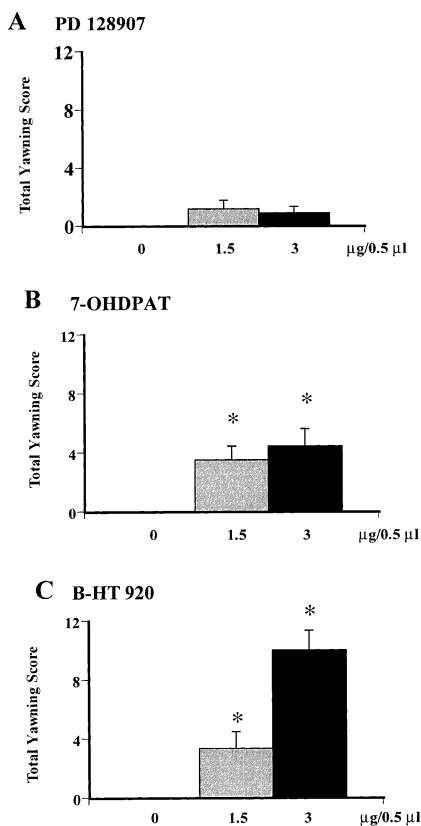 A PD 128907
Total Yawning Score
12
8
4
0
0 1.5 3 µg/0.5 µl
B 7-OHDPAT
Total Yawning Score
12
8
4
0
* *
0 1.5 3 µg/0.5 µl
C B-HT 920
Total Yawning Score
12
8
4
0
* *
0 1.5 3 µg/0.5 µl